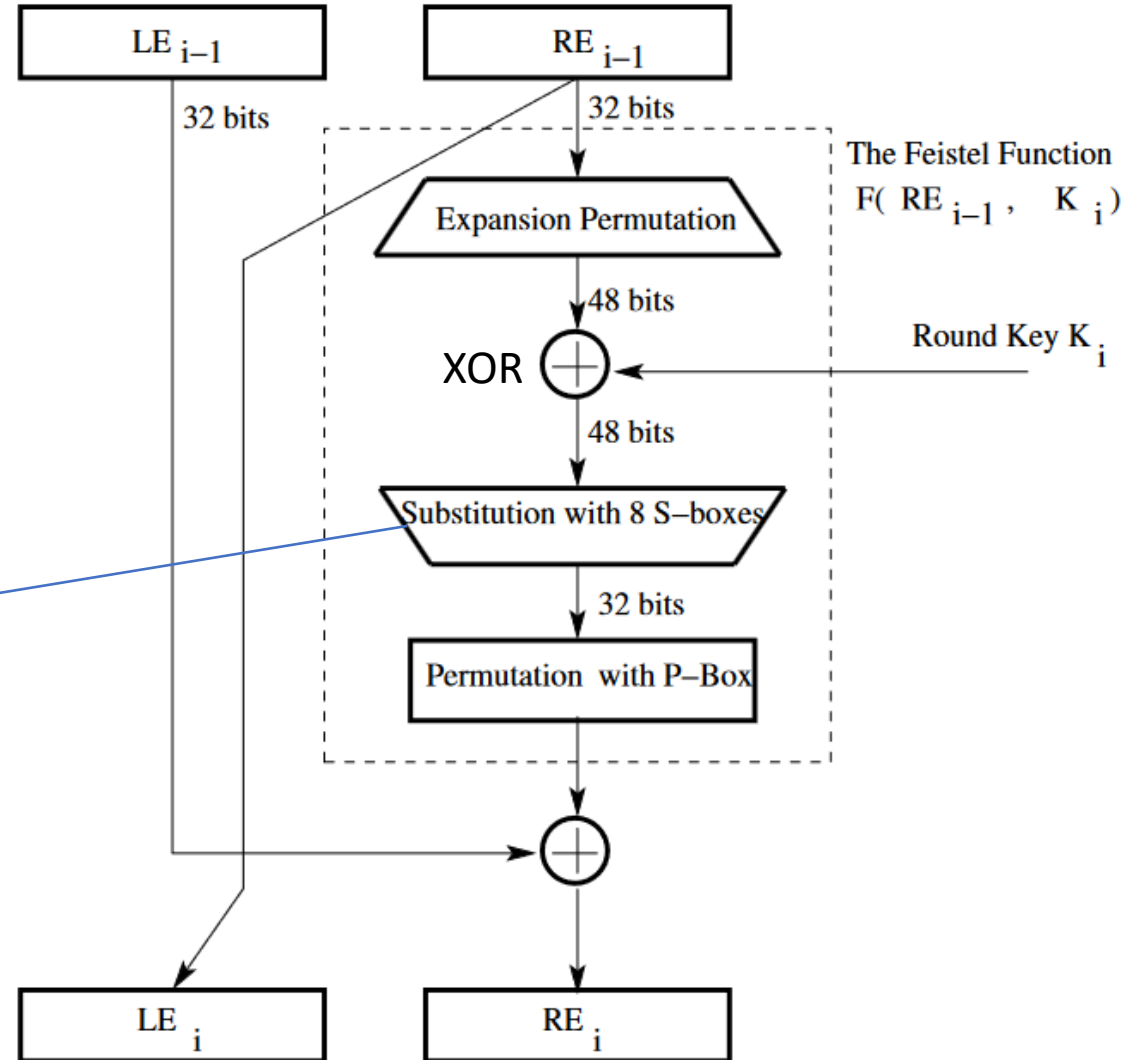 LE i−1
RE i−1
32 bits
32 bits
The Feistel Function
F( RE i−1 , K i )
Expansion Permutation
48 bits
Round Key K i
XOR
48 bits
Substitution with 8 S−boxes
32 bits
Permutation with P−Box
LE i
RE i